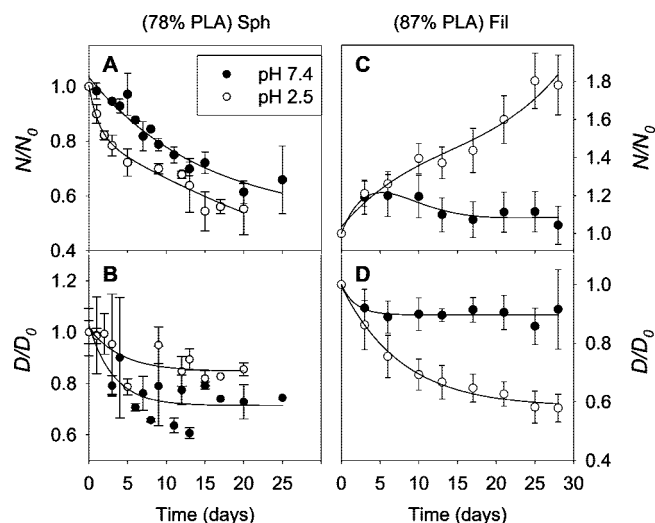 (78% PLA) Sph
(87% PLA) Fil
A
pH 7.4
pH 2.5
N/N0
1.0
0.8
0.6
0.4
C
N/N0
1.8
1.6
1.4
1.2
1.0
B
D/D0
1.2
1.0
0.8
0.6
0 5 10 15 20 25
Time (days)
D
D/D0
1.0
0.8
0.6
0.4
0 5 10 15 20 25 30
Time (days)